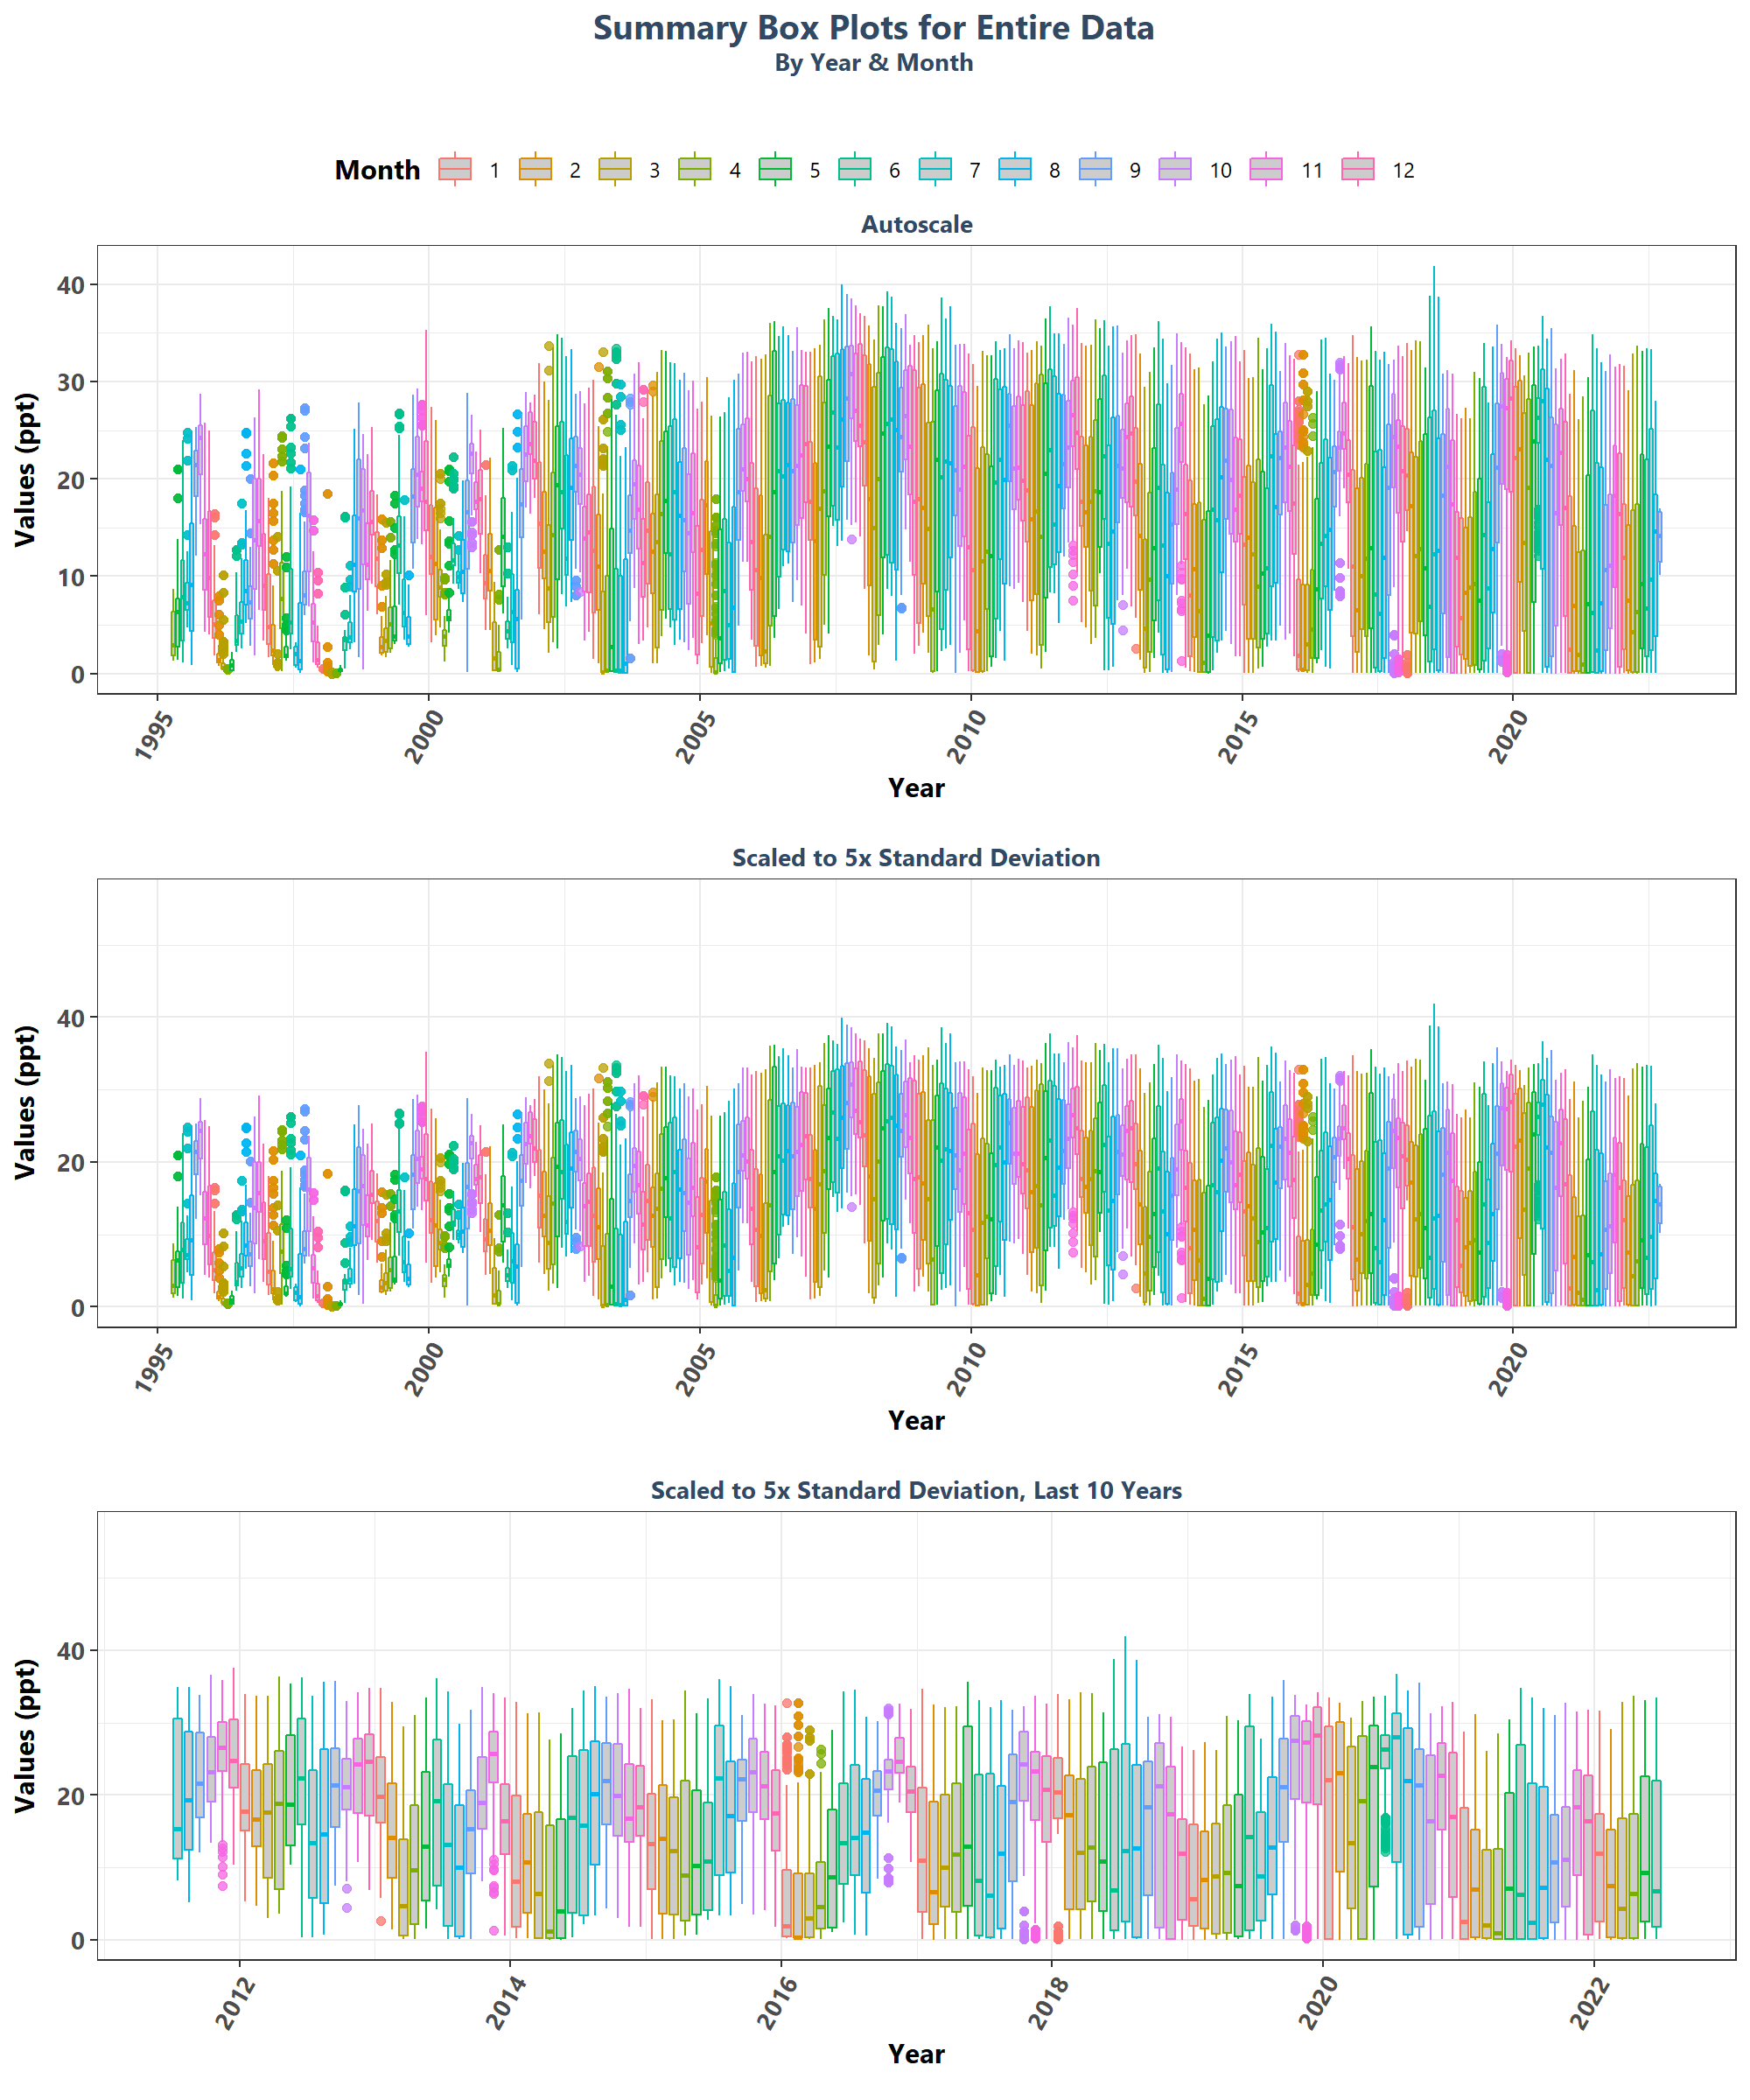 Summary Box Plots for Entire Data
By Year & Month
Month 1 2 3 4 5 6 7 8 9 10 11 12
Autoscale
Values (ppt)
40
30
20
10
0
1995 2000 2005 2010 2015 2020
Year
Scaled to 5x Standard Deviation
Values (ppt)
40
20
0
1995 2000 2005 2010 2015 2020
Year
Scaled to 5x Standard Deviation, Last 10 Years
Values (ppt)
40
20
0
2012 2014 2016 2018 2020 2022
Year